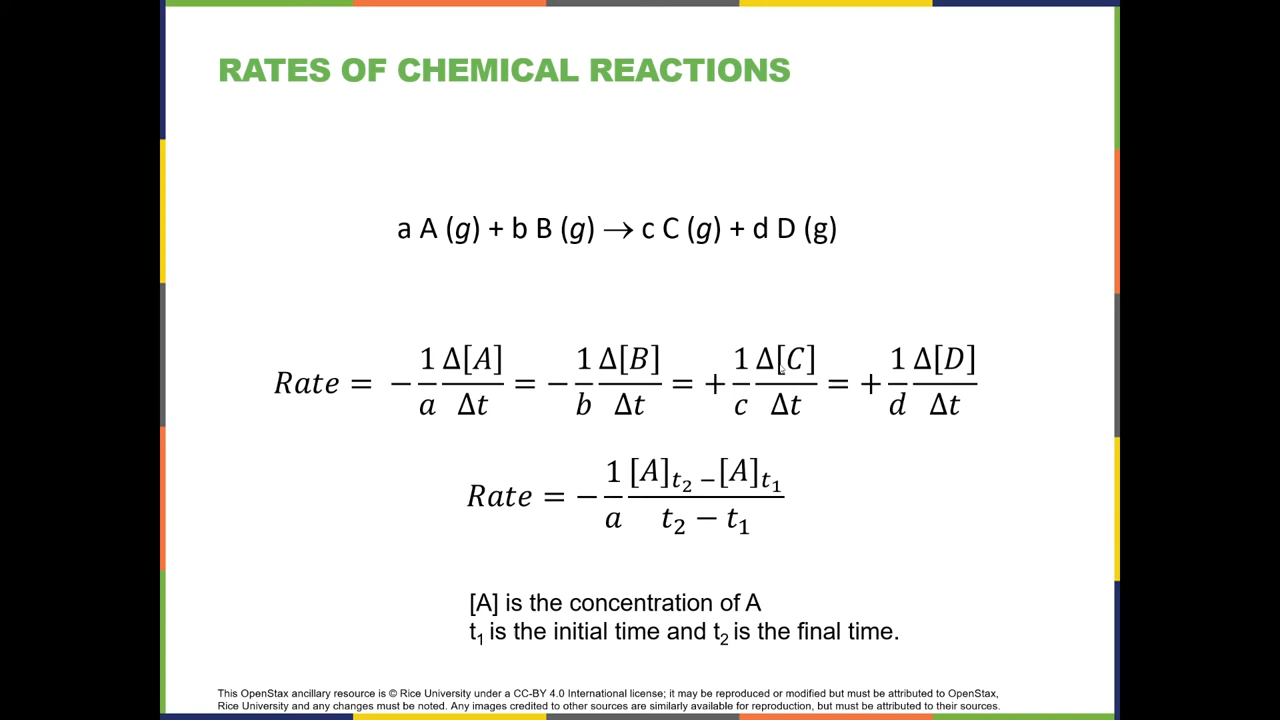 RATES OF CHEMICAL REACTIONS
a A (g) + b B (g) → c C (g) + d D (g)
Rate = − 1/a Δ[A]/Δt = − 1/b Δ[B]/Δt = + 1/c Δ[C]/Δt = + 1/d Δ[D]/Δt
Rate = − 1/a [A]t₂ − [A]t₁ / t₂ − t₁
[A] is the concentration of A
t₁ is the initial time and t₂ is the final time.
This OpenStax ancillary resource is © Rice University under a CC-BY 4.0 International license; it may be reproduced or modified but must be attributed to OpenStax,
Rice University and any changes must be noted. Any images credited to other sources are similarly available for reproduction, but must be attributed to their sources.